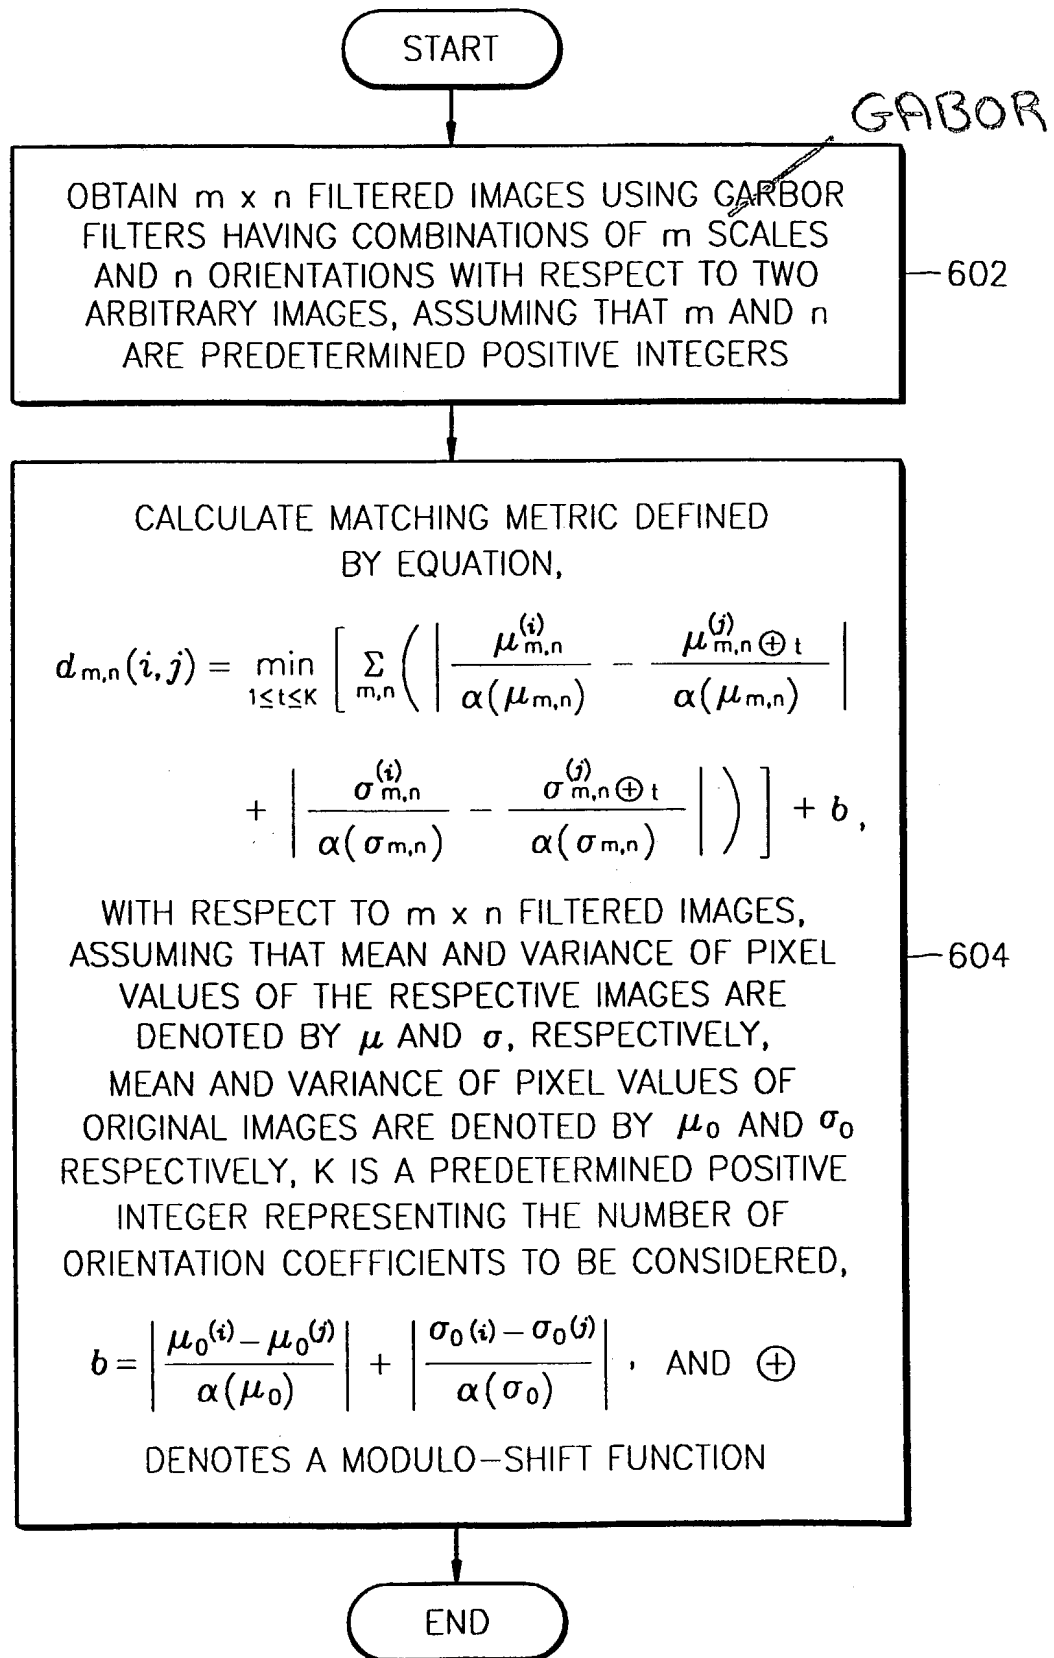 START
GABOR
OBTAIN m x n FILTERED IMAGES USING GARBOR
FILTERS HAVING COMBINATIONS OF m SCALES
AND n ORIENTATIONS WITH RESPECT TO TWO
ARBITRARY IMAGES, ASSUMING THAT m AND n
ARE PREDETERMINED POSITIVE INTEGERS
602
CALCULATE MATCHING METRIC DEFINED
BY EQUATION,
d_{m,n}(i,j) = min_{1≤t≤K} [ Σ_{m,n} ( | μ_{m,n}^{(i)} / α(μ_{m,n}) − μ_{m,n⊕t}^{(j)} / α(μ_{m,n}) |
+ | σ_{m,n}^{(i)} / α(σ_{m,n}) − σ_{m,n⊕t}^{(j)} / α(σ_{m,n}) | ) ] + b,
WITH RESPECT TO m x n FILTERED IMAGES,
ASSUMING THAT MEAN AND VARIANCE OF PIXEL
604
VALUES OF THE RESPECTIVE IMAGES ARE
DENOTED BY μ AND σ, RESPECTIVELY,
MEAN AND VARIANCE OF PIXEL VALUES OF
ORIGINAL IMAGES ARE DENOTED BY μ₀ AND σ₀
RESPECTIVELY, K IS A PREDETERMINED POSITIVE
INTEGER REPRESENTING THE NUMBER OF
ORIENTATION COEFFICIENTS TO BE CONSIDERED,
b = | (μ₀^{(i)} − μ₀^{(j)}) / α(μ₀) | + | (σ₀(i) − σ₀(j)) / α(σ₀) | , AND ⊕
DENOTES A MODULO-SHIFT FUNCTION
END